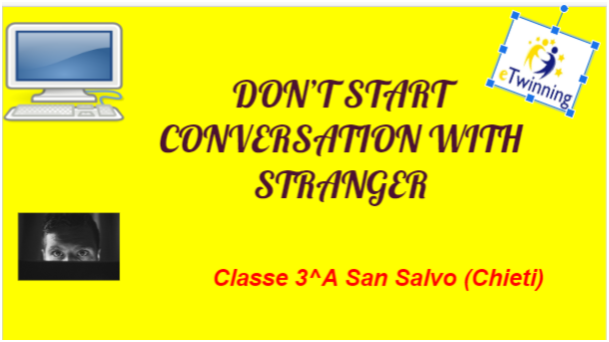 eTwinning
DON'T START
CONVERSATION WITH
STRANGER
Classe 3^A San Salvo (Chieti)